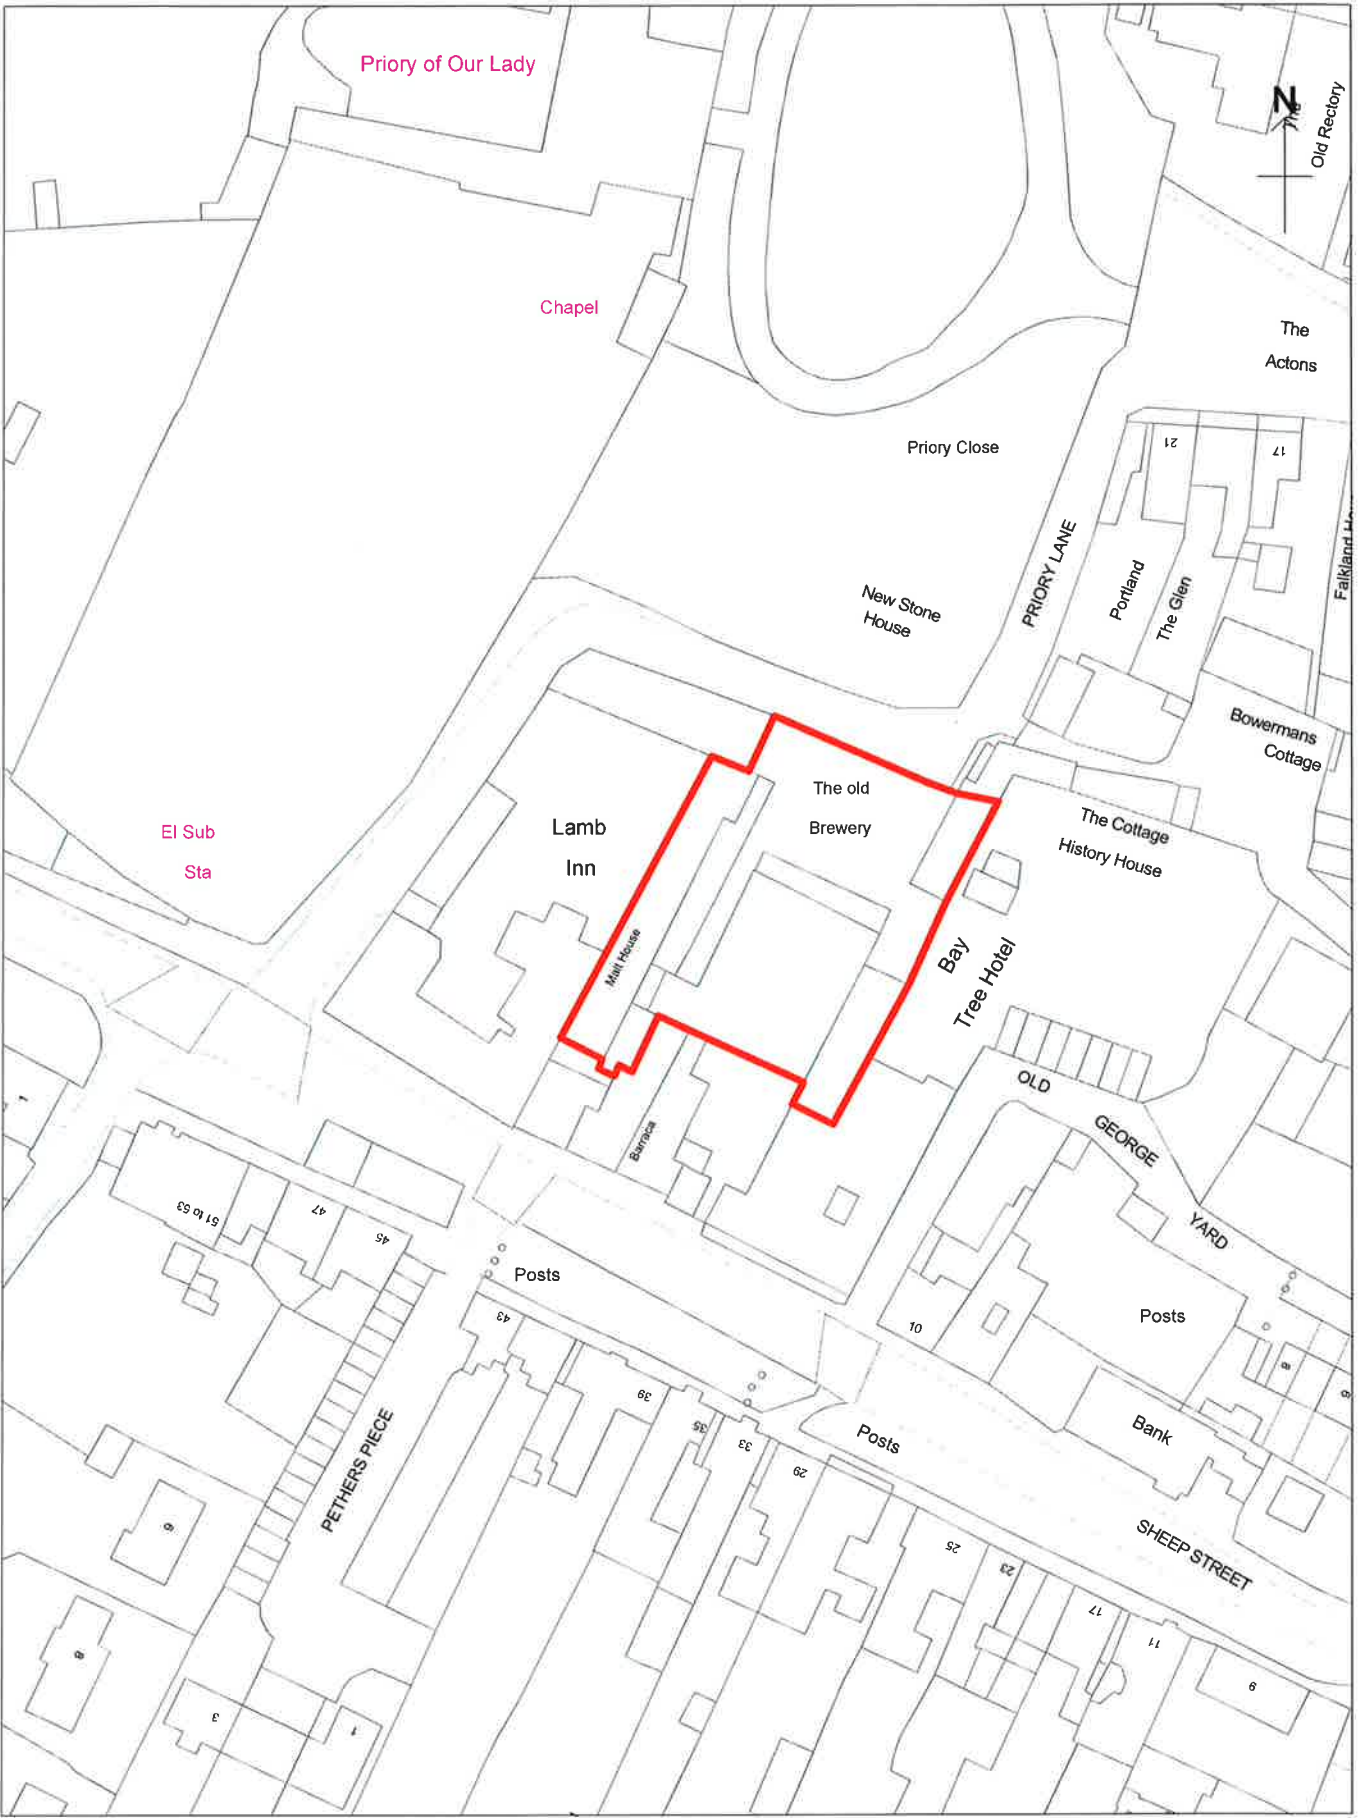 Priory of Our Lady
N
The
Old Rectory
Chapel
The
Actons
Priory Close
21
17
PRIORY LANE
Portland
The Glen
New Stone
House
Bowermans
Cottage
The old
Brewery
The Cottage
History House
El Sub
Sta
Lamb
Inn
Malt House
Bay
Tree Hotel
OLD
GEORGE
YARD
1
Barraca
51 to 53
47
45
Posts
43
10
Posts
8
39
35
33
29
Posts
Bank
PETHERS PIECE
25
23
17
11
9
SHEEP STREET
8
3
1